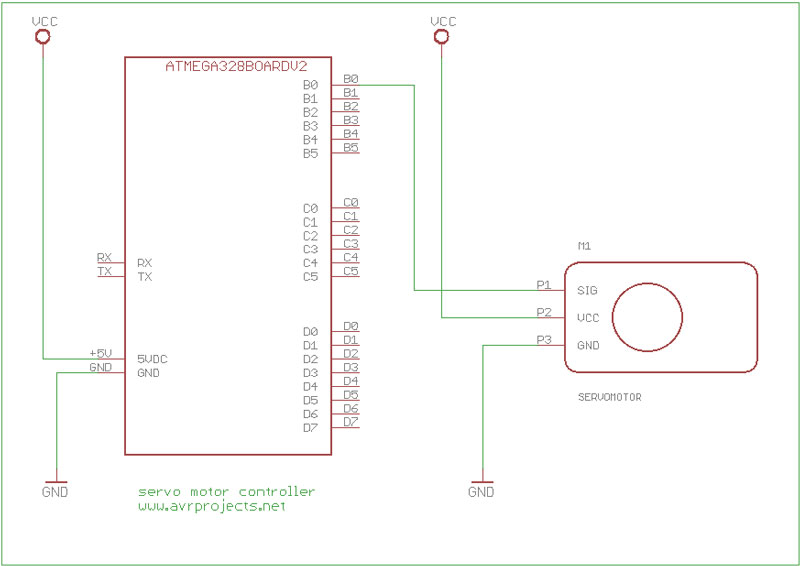 VCC
VCC
ATMEGA328BOARDV2
B0 B0
B1 B1
B2 B2
B3 B3
B4 B4
B5 B5
C0 C0
C1 C1
C2 C2
C3 C3
C4 C4
C5 C5
RX RX
TX TX
D0 D0
D1 D1
D2 D2
D3 D3
D4 D4
D5 D5
D6 D6
D7 D7
+5V 5VDC
GND GND
M1
P1 SIG
P2 VCC
P3 GND
SERVOMOTOR
GND
GND
servo motor controller
www.avrprojects.net